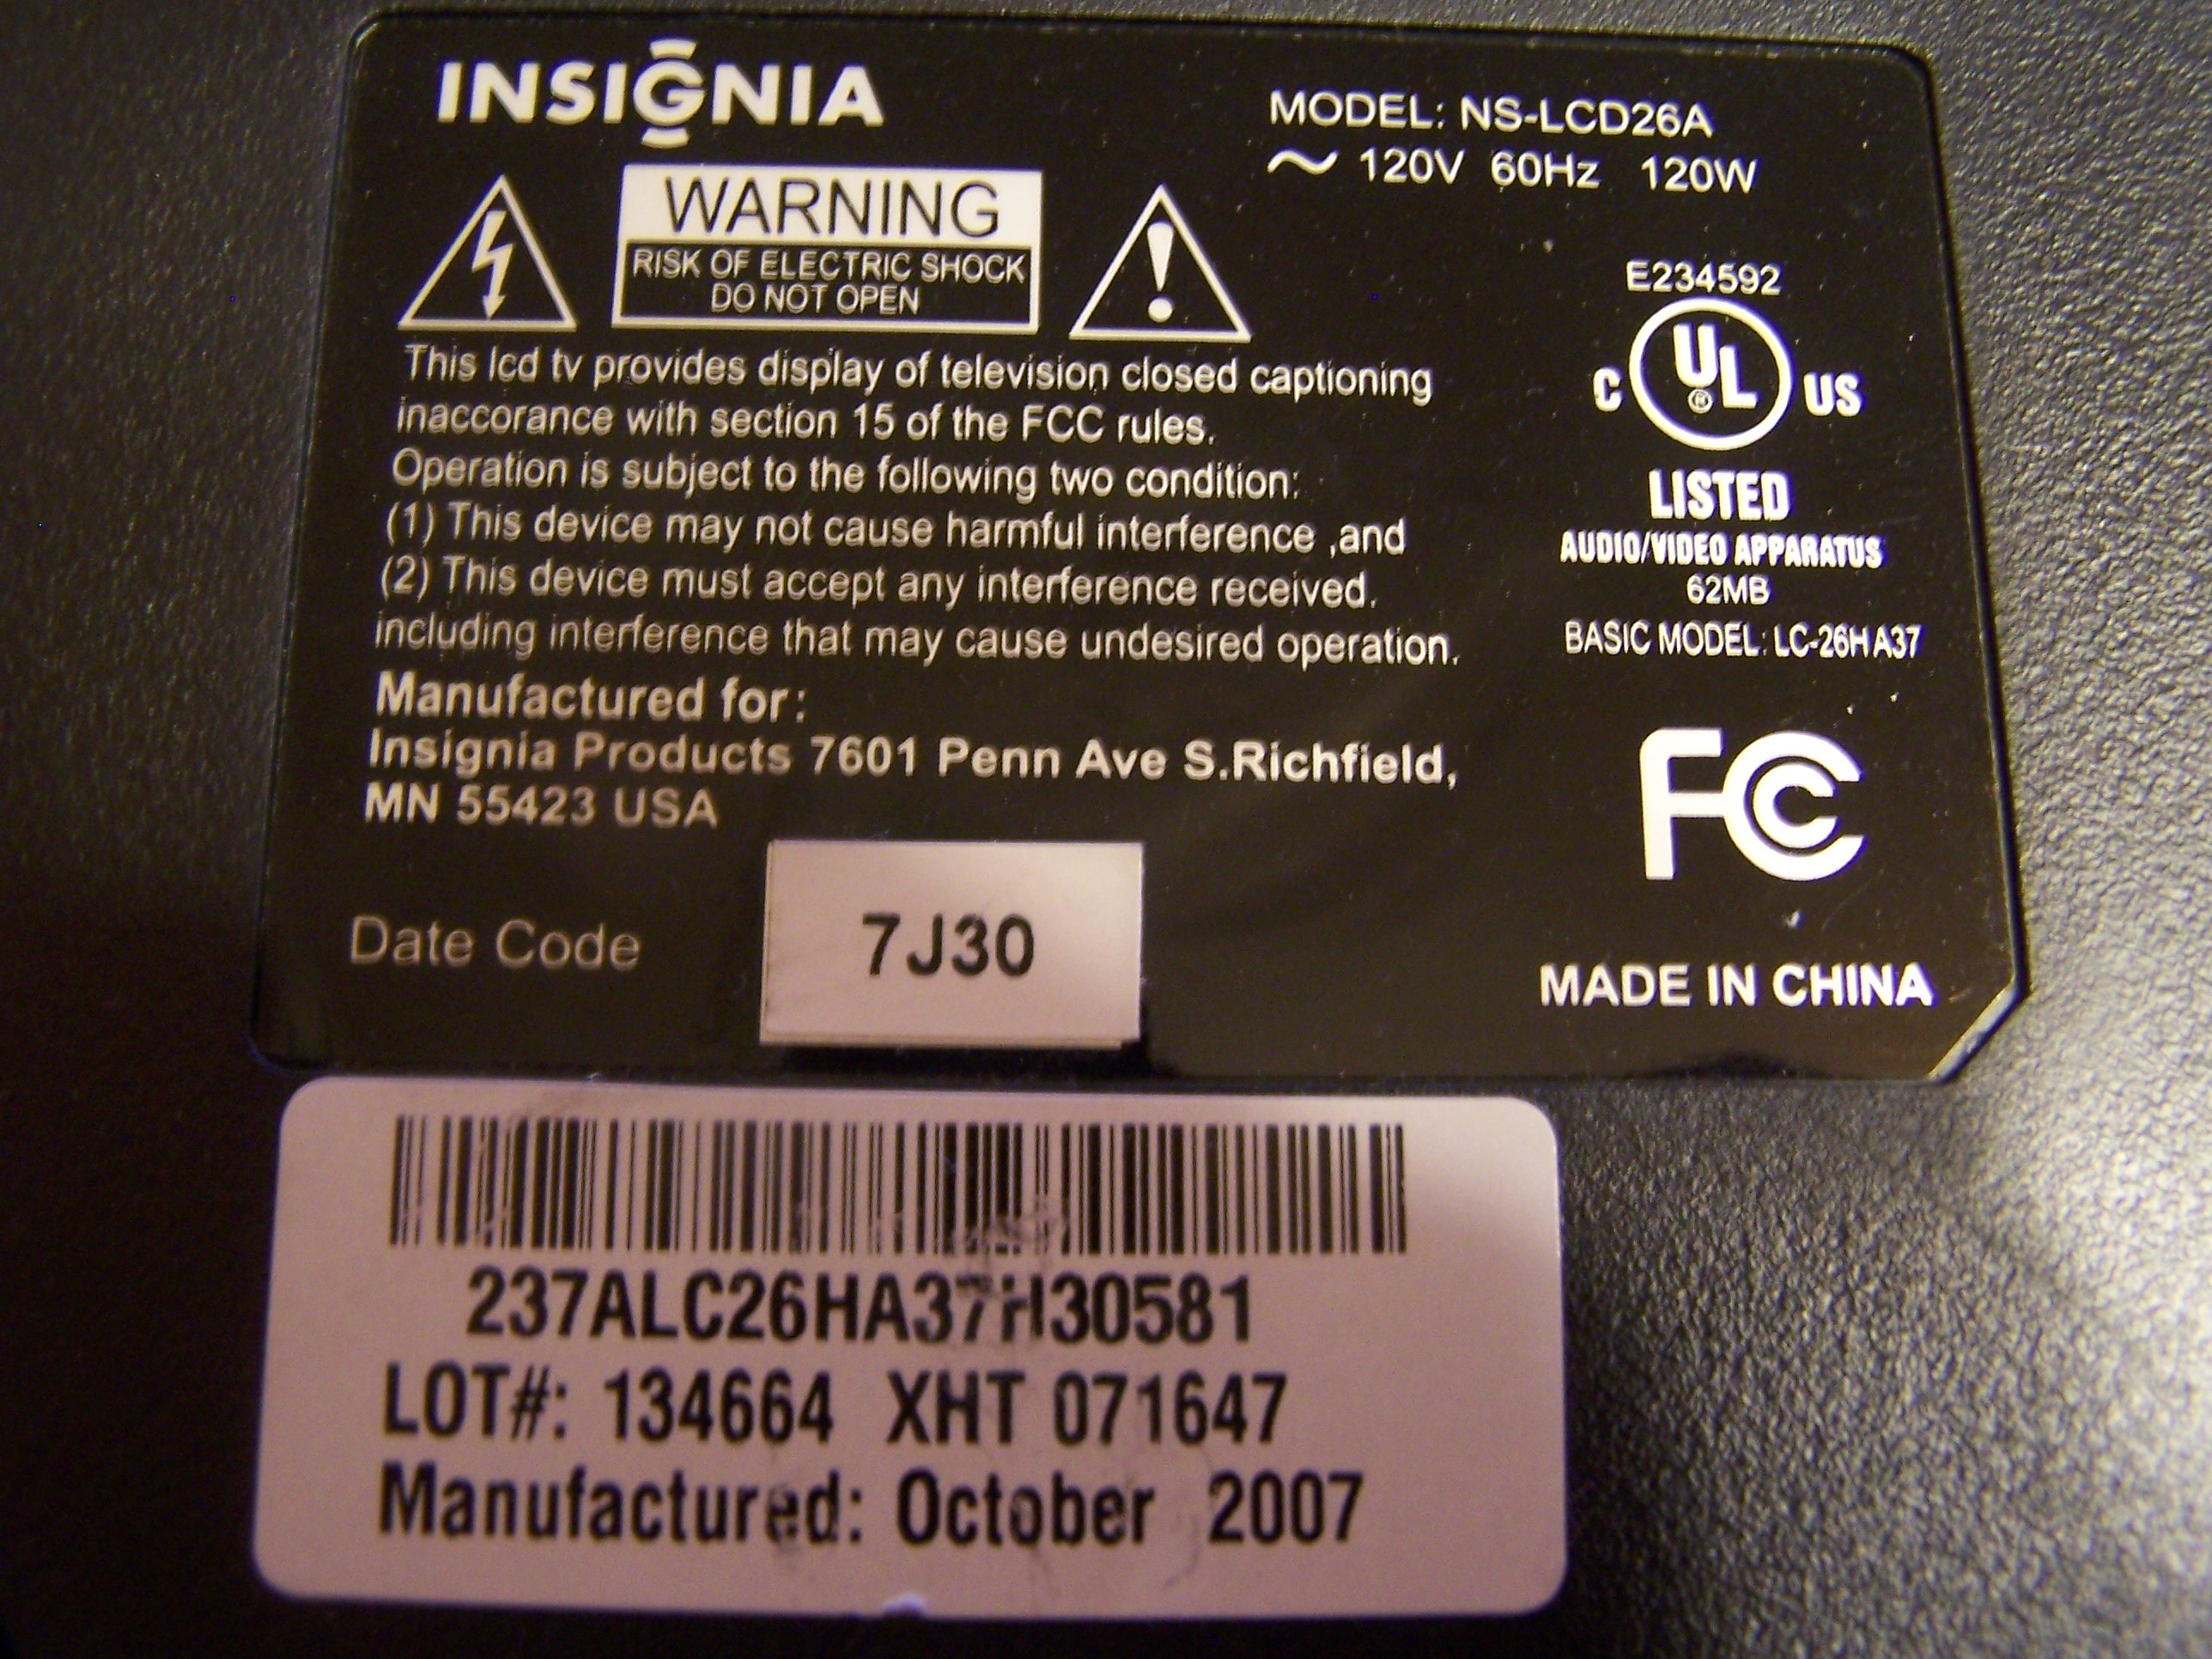 INSIGNIA
MODEL: NS-LCD26A
~ 120V 60Hz 120W
WARNING
RISK OF ELECTRIC SHOCK
DO NOT OPEN
This lcd tv provides display of television closed captioning
inaccorance with section 15 of the FCC rules.
Operation is subject to the following two condition:
(1) This device may not cause harmful interference ,and
(2) This device must accept any interference received.
including interference that may cause undesired operation.
Manufactured for:
Insignia Products 7601 Penn Ave S.Richfield,
MN 55423 USA
Date Code 7J30
E234592
C UL® US
LISTED
AUDIO/VIDEO APPARATUS
62MB
BASIC MODEL: LC-26HA37
FC
MADE IN CHINA
237ALC26HA37H30581
LOT#: 134664 XHT 071647
Manufactured: October 2007